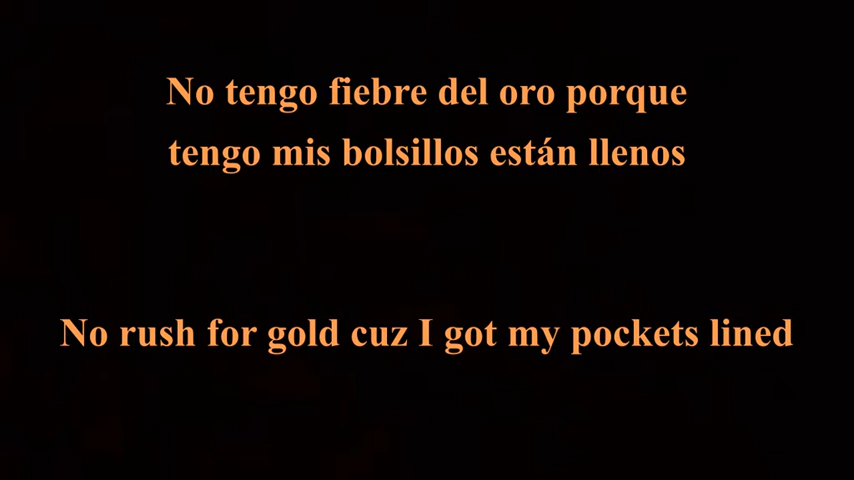 No tengo fiebre del oro porque
tengo mis bolsillos están llenos
No rush for gold cuz I got my pockets lined